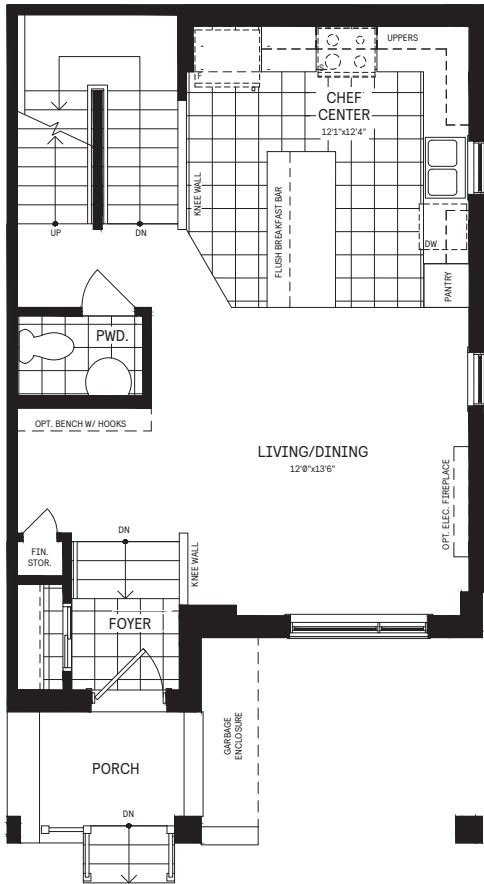 UPPERS
F
S
CHEF
CENTER
12'1"x12'4"
KNEE WALL
FLUSH BREAKFAST BAR
DW
PANTRY
UP
DN
PWD.
OPT. BENCH W/ HOOKS
LIVING/DINING
12'0"x13'6"
OPT. ELEC. FIREPLACE
DN
FIN.
STOR.
KNEE WALL
FOYER
GARBAGE
ENCLOSURE
PORCH
DN